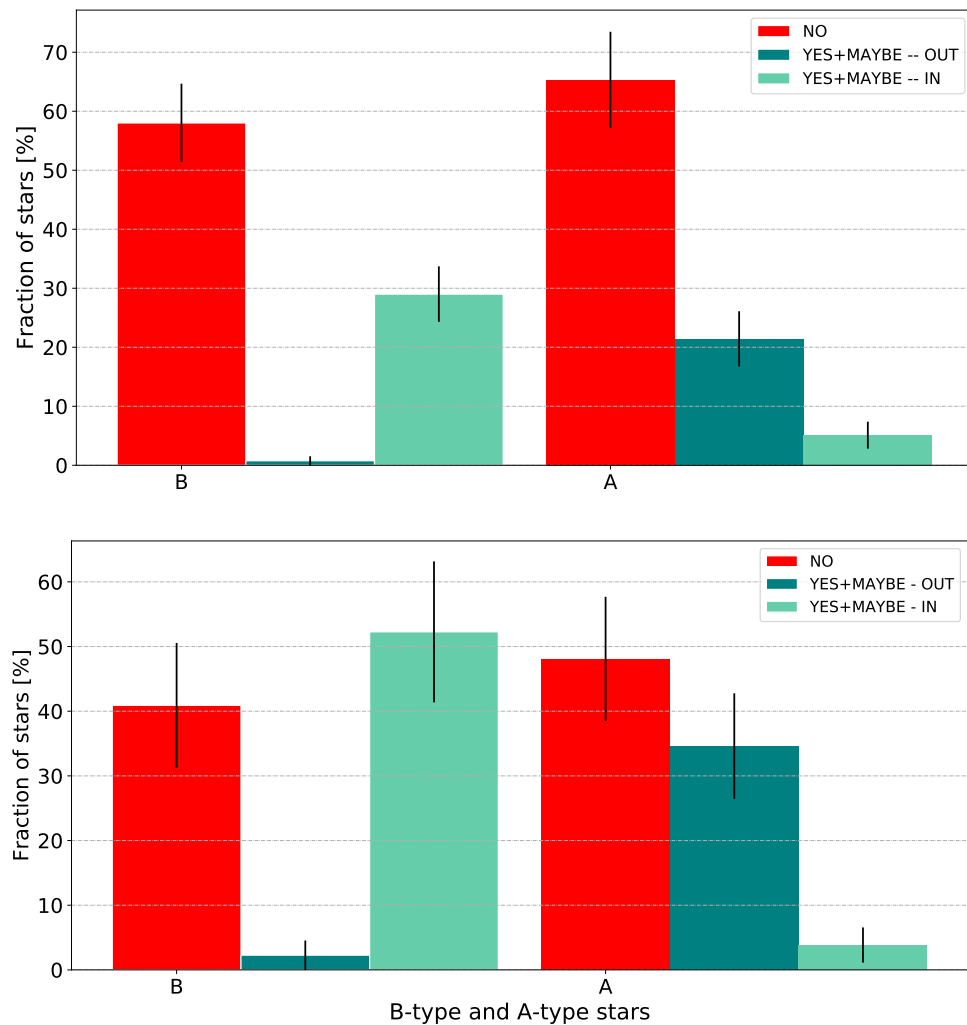 Fraction of stars [%]
70
60
50
40
30
20
10
0
B
A
NO
YES+MAYBE -- OUT
YES+MAYBE -- IN
Fraction of stars [%]
60
50
40
30
20
10
0
B
A
NO
YES+MAYBE - OUT
YES+MAYBE - IN
B-type and A-type stars